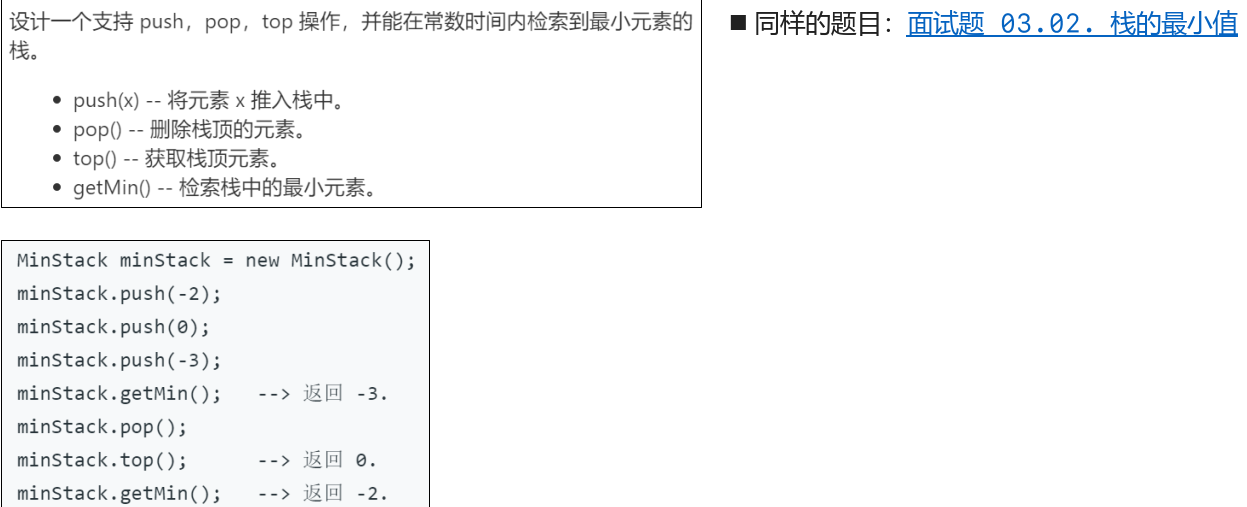 设计一个支持 push，pop，top 操作，并能在常数时间内检索到最小元素的
栈。
push(x) -- 将元素 x 推入栈中。
pop() -- 删除栈顶的元素。
top() -- 获取栈顶元素。
getMin() -- 检索栈中的最小元素。
■ 同样的题目：面试题 03.02. 栈的最小值
MinStack minStack = new MinStack();
minStack.push(-2);
minStack.push(0);
minStack.push(-3);
minStack.getMin();   --> 返回 -3.
minStack.pop();
minStack.top();      --> 返回 0.
minStack.getMin();   --> 返回 -2.